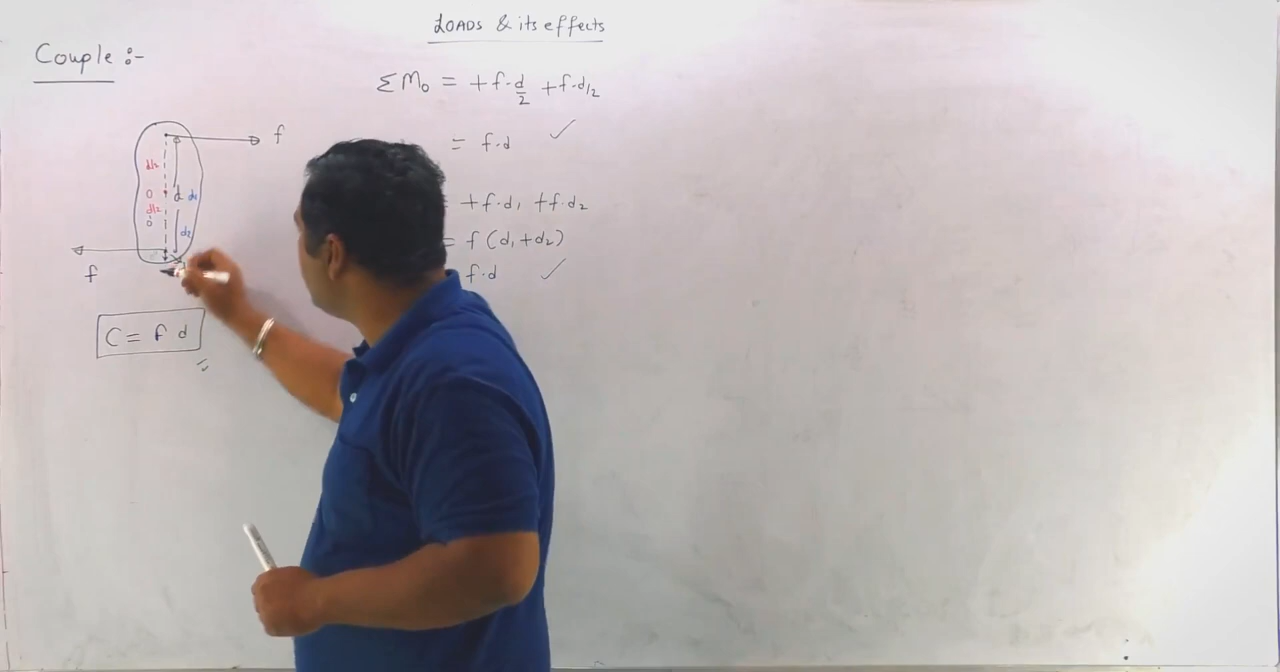 LOADS & its effects
Couple :-
ΣM₀ = +f·d/2 +f·d/2
= f·d ✓
= +f·d₁ +f·d₂
= f(d₁+d₂)
f·d ✓
f
d/2
O d d₁
d/2
O
d₂
f
C = f d